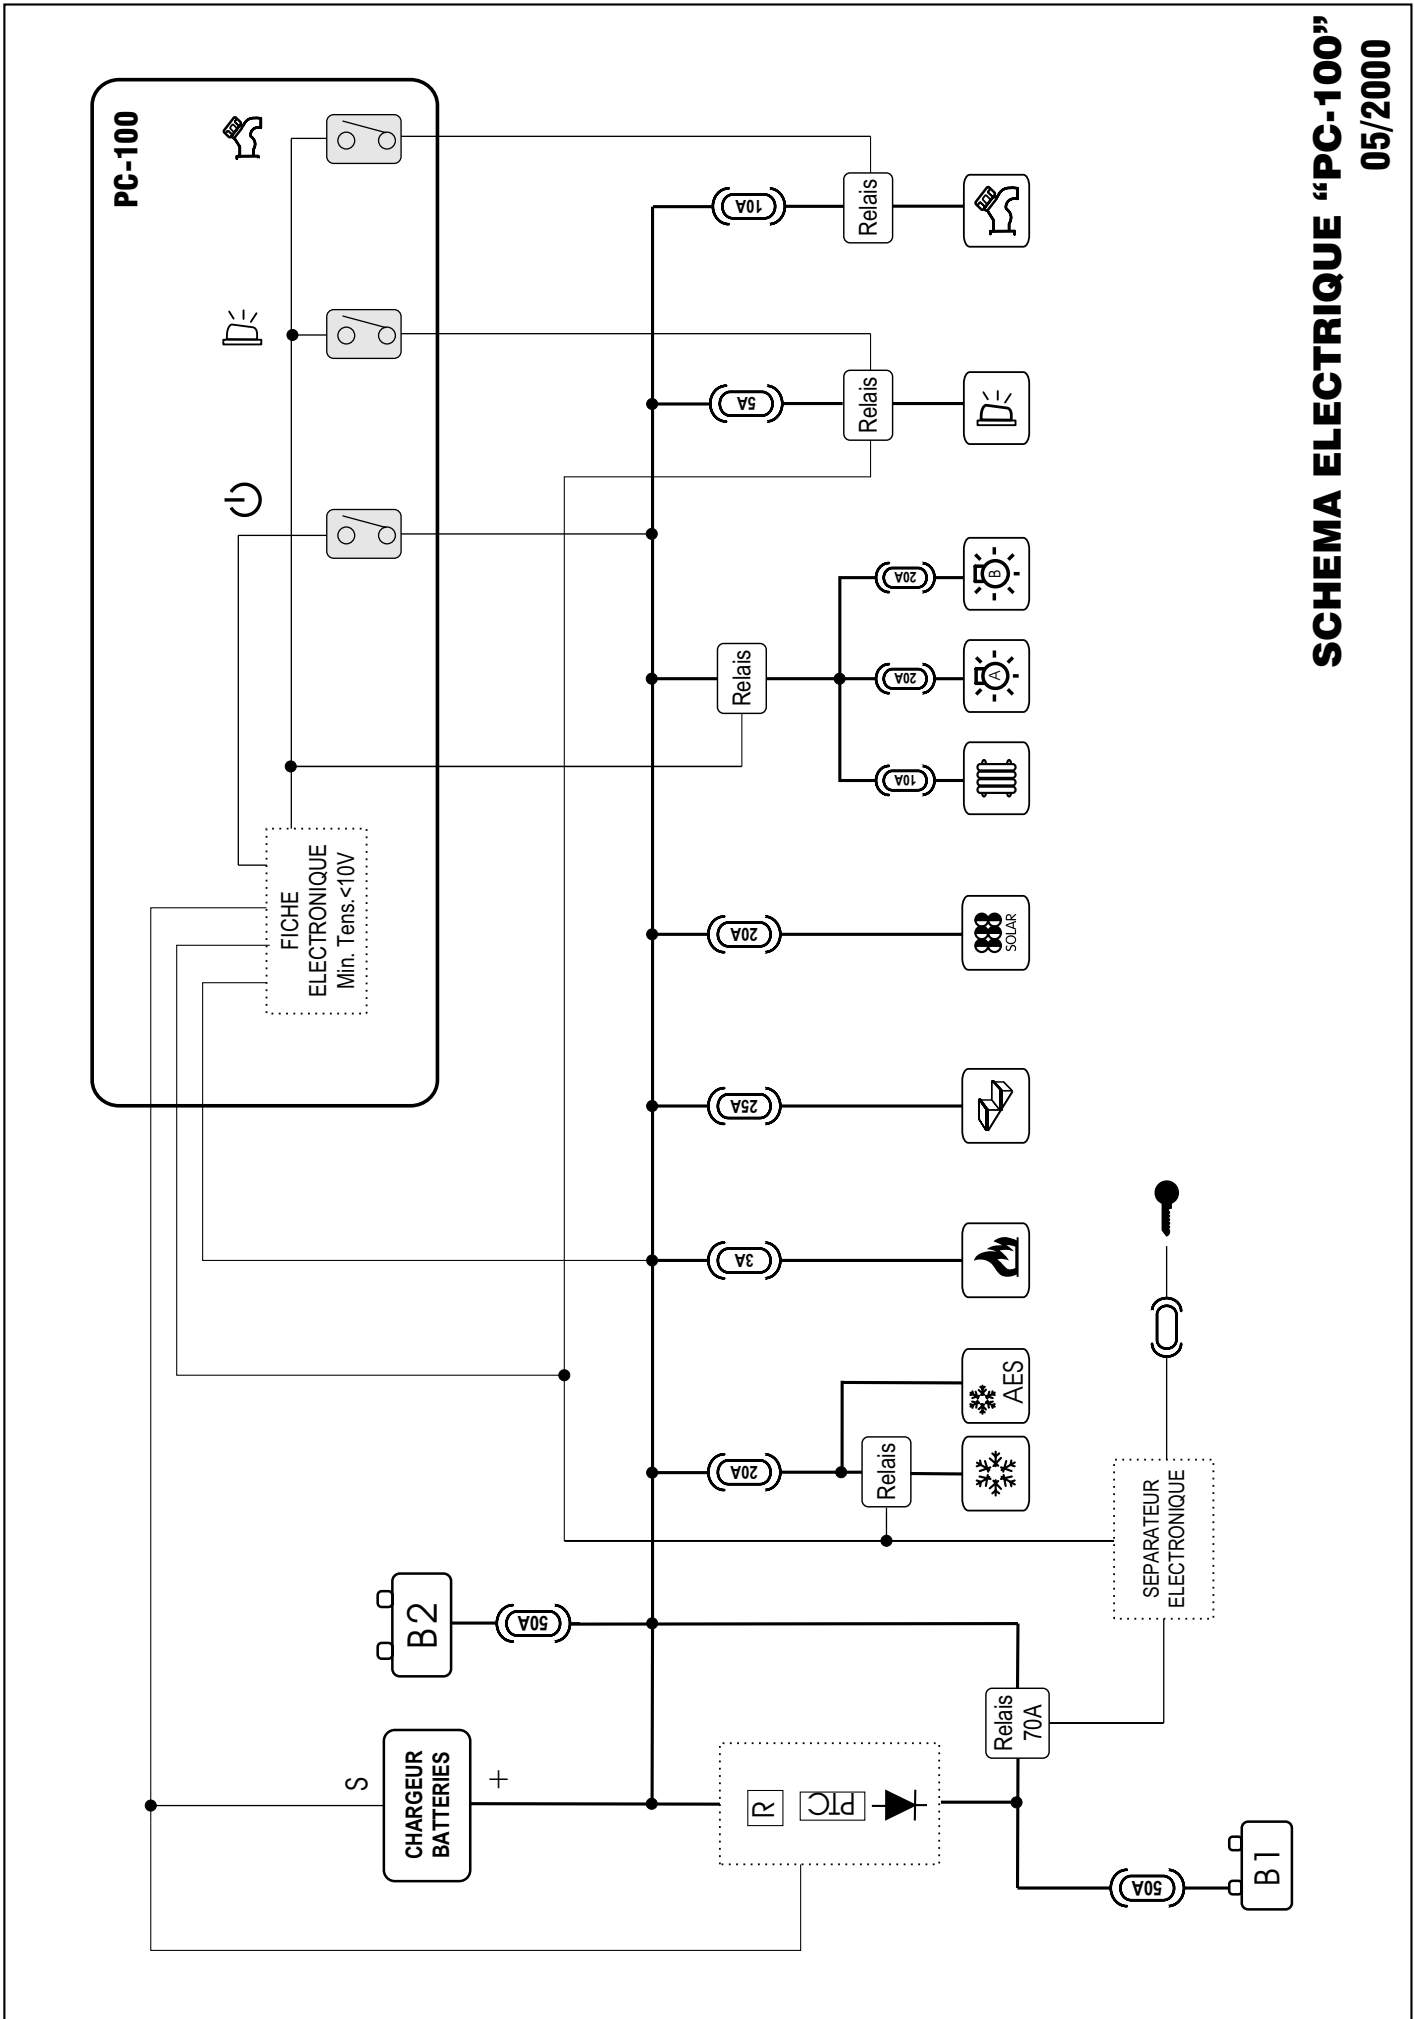 SCHEMA ELECTRIQUE “PC-100”
05/2000
PC-100
FICHE
ELECTRONIQUE
Min. Tens.<10V
S
CHARGEUR
BATTERIES
+
B2
50A
20A
3A
25A
20A
Relais
5A
10A
Relais
Relais
10A
20A
20A
Relais
AES
SOLAR
A
B
R
PTC
Relais
70A
SEPARATEUR
ELECTRONIQUE
50A
B1